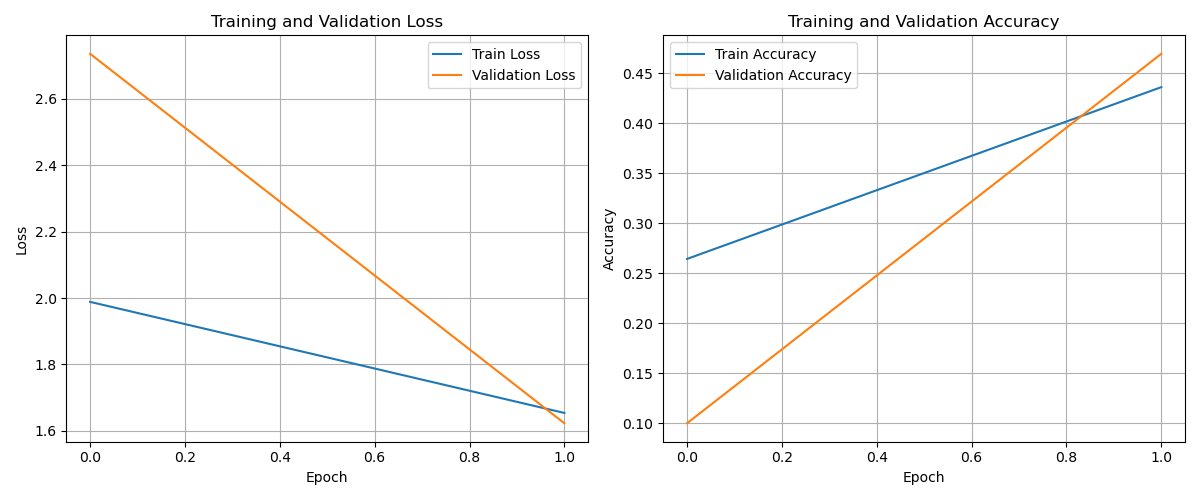 Training and Validation Loss
Train Loss
Validation Loss
2.6
2.4
2.2
2.0
1.8
1.6
Loss
0.0 0.2 0.4 0.6 0.8 1.0
Epoch
Training and Validation Accuracy
Train Accuracy
Validation Accuracy
0.45
0.40
0.35
0.30
0.25
0.20
0.15
0.10
Accuracy
0.0 0.2 0.4 0.6 0.8 1.0
Epoch